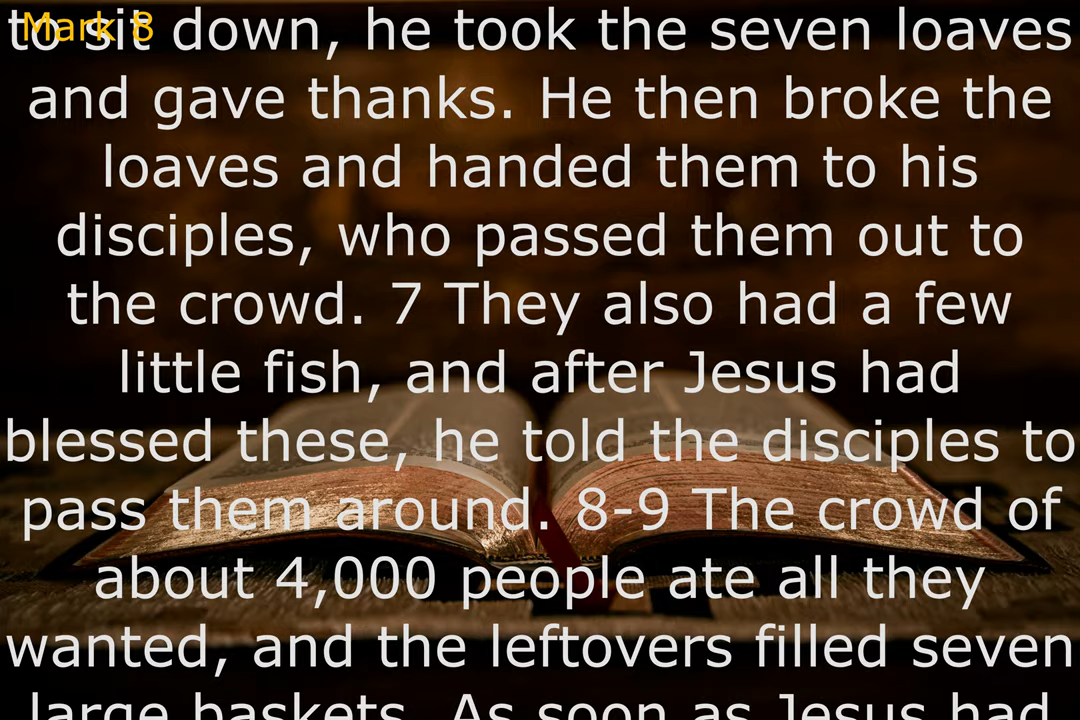 Mark 8
to sit down, he took the seven loaves
and gave thanks. He then broke the
loaves and handed them to his
disciples, who passed them out to
the crowd. 7 They also had a few
little fish, and after Jesus had
blessed these, he told the disciples to
pass them around. 8-9 The crowd of
about 4,000 people ate all they
wanted, and the leftovers filled seven
large baskets. As soon as Jesus had